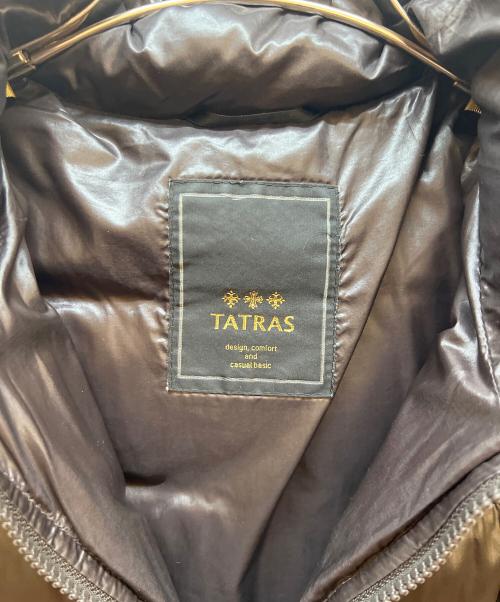 TATRAS
design, comfort
and
casual basic